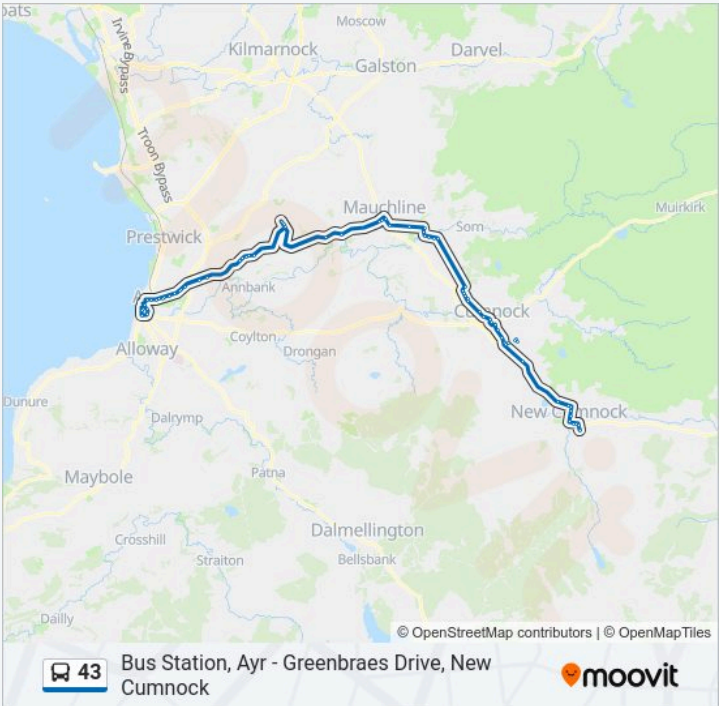 oats
Moscow
Irvine Bypass
Kilmarnock
Darvel
Galston
Troon Bypass
Muirkirk
Mauchline
Sorn
Prestwick
Annbank
Cumnock
Coylton
Alloway
Drongan
Dunure
New Cumnock
Dalrymp
Patna
Maybole
Dalmellington
Crosshill
Bellsbank
Straiton
Dailly
© OpenStreetMap contributors | © OpenMapTiles
43
Bus Station, Ayr - Greenbraes Drive, New
Cumnock
moovit